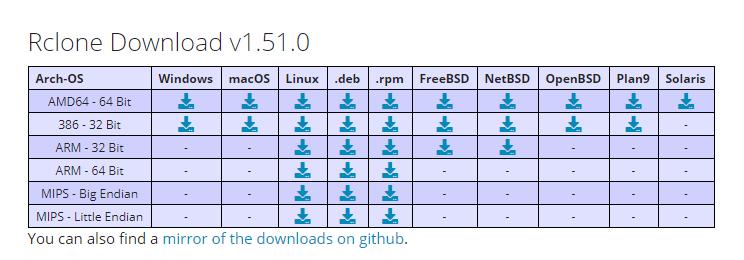 Rclone Download v1.51.0
Arch-OS Windows macOS Linux .deb .rpm FreeBSD NetBSD OpenBSD Plan9 Solaris
AMD64 - 64 Bit
386 - 32 Bit -
ARM - 32 Bit - - - - -
ARM - 64 Bit - - - - - - -
MIPS - Big Endian - - - - - - -
MIPS - Little Endian - - - - - - -
You can also find a mirror of the downloads on github.